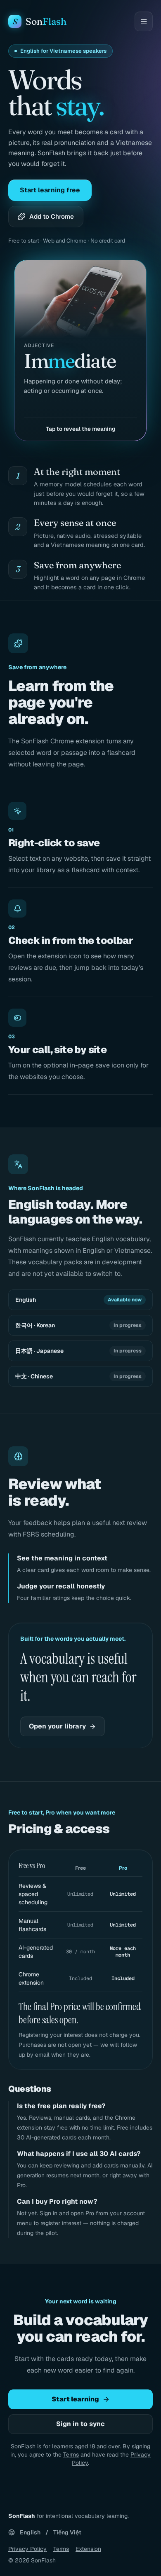 S SonFlash
English for Vietnamese speakers
Words
that stay.
Every word you meet becomes a card with a
picture, its real pronunciation and a Vietnamese
meaning. SonFlash brings it back just before
you would forget it.
Start learning free
Add to Chrome
Free to start · Web and Chrome · No credit card
ADJECTIVE
Immediate
Happening or occurring without delay;
acting or occurring at once.
Tap to reveal the meaning
1 At the right moment
A memory model schedules each word
just before you would forget it, so a few
minutes a day is enough.
2 Every sense at once
Picture, native audio, stressed syllable
and a Vietnamese meaning on one card.
3 Save from anywhere
Highlight a word on any page in Chrome
and it becomes a card in one click.
Save from anywhere
Learn from the
page you're
already on.
The SonFlash Chrome extension turns any
selected word or passage into a flashcard
without leaving the page.
01
Right-click to save
Select text on any website, then save it straight
into your library as a flashcard with context.
02
Check in from the toolbar
Open the extension icon to see how many
reviews are due, then jump back into today's
session.
03
Your call, site by site
Turn on the optional in-page save icon only for
the websites you choose.
Where SonFlash is headed
English today. More
languages on the way.
SonFlash currently teaches English vocabulary,
with meanings shown in English or Vietnamese.
These vocabulary packs are in development
and are not yet available to switch to.
English Available now
한국어 · Korean In progress
日本語 · Japanese In progress
中文 · Chinese In progress
Review what
is ready.
Your feedback helps plan a useful next review
with FSRS scheduling.
See the meaning in context
A clear card gives each word room to make sense.
Judge your recall honestly
Four familiar ratings keep the choice quick.
Built for the words you actually meet.
A vocabulary is useful
when you can reach for
it.
Open your library →
Free to start, Pro when you want more
Pricing & access
Free vs Pro Free Pro
Reviews &
spaced
scheduling Unlimited Unlimited
Manual
flashcards Unlimited Unlimited
AI-generated
cards 30 / month More each
month
Chrome
extension Included Included
The final Pro price will be confirmed
before sales open.
Registering your interest does not charge you.
Purchases are not open yet — we will follow
up by email when they are.
Questions
Is the core plan really free?
Yes. Reviews, manual cards, and the Chrome
extension stay free with no time limit. Free includes
30 AI-generated cards each month.
What happens if I use all 30 AI cards?
You can keep reviewing and add cards manually. AI
generation resumes next month, or right away with
Pro.
Can I buy Pro right now?
Not yet. Sign in and open Pro from your account
menu to register interest — nothing is charged
during the pilot.
Your next word is waiting
Build a vocabulary
you can reach for.
Start with the cards ready today, then make
each new word easier to find again.
Start learning →
Sign in to sync
SonFlash is for learners aged 18 and over. By signing
in, you agree to the Terms and have read the Privacy
Policy.
SonFlash for intentional vocabulary learning.
English / Tiếng Việt
Privacy Policy Terms Extension
© 2026 SonFlash